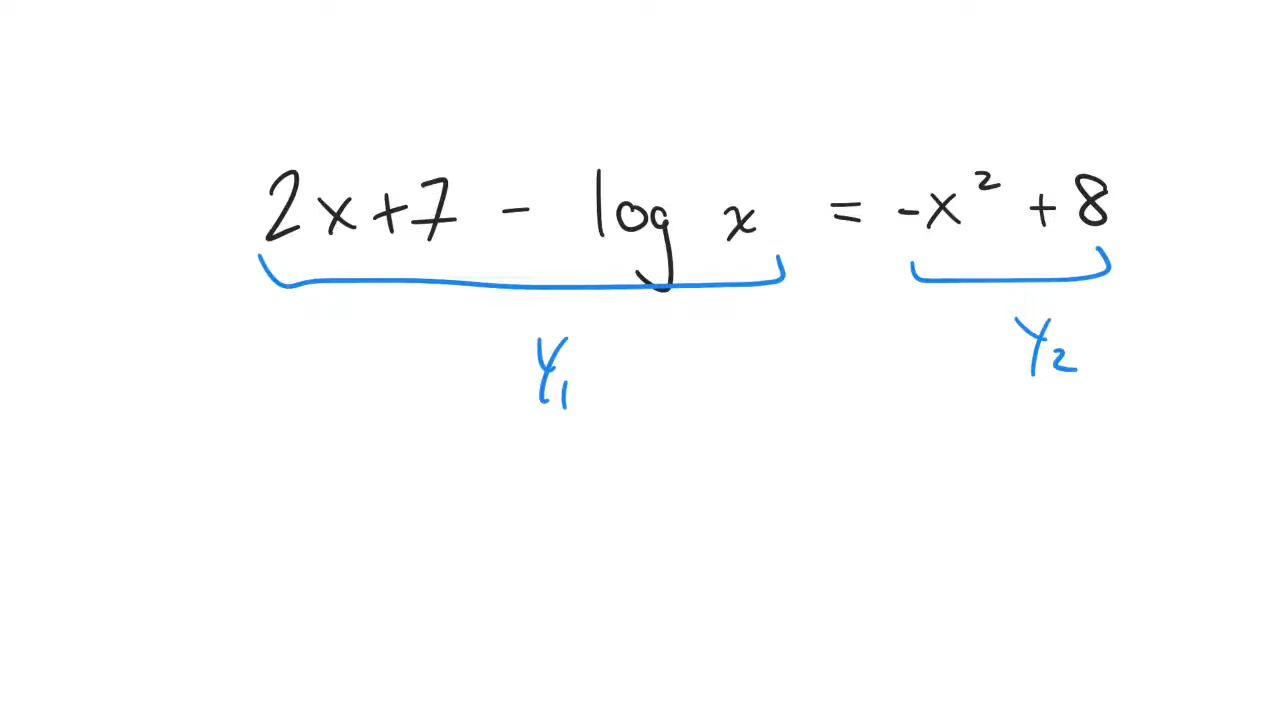 2x+7 - log x = -x² +8
Y₁ Y₂